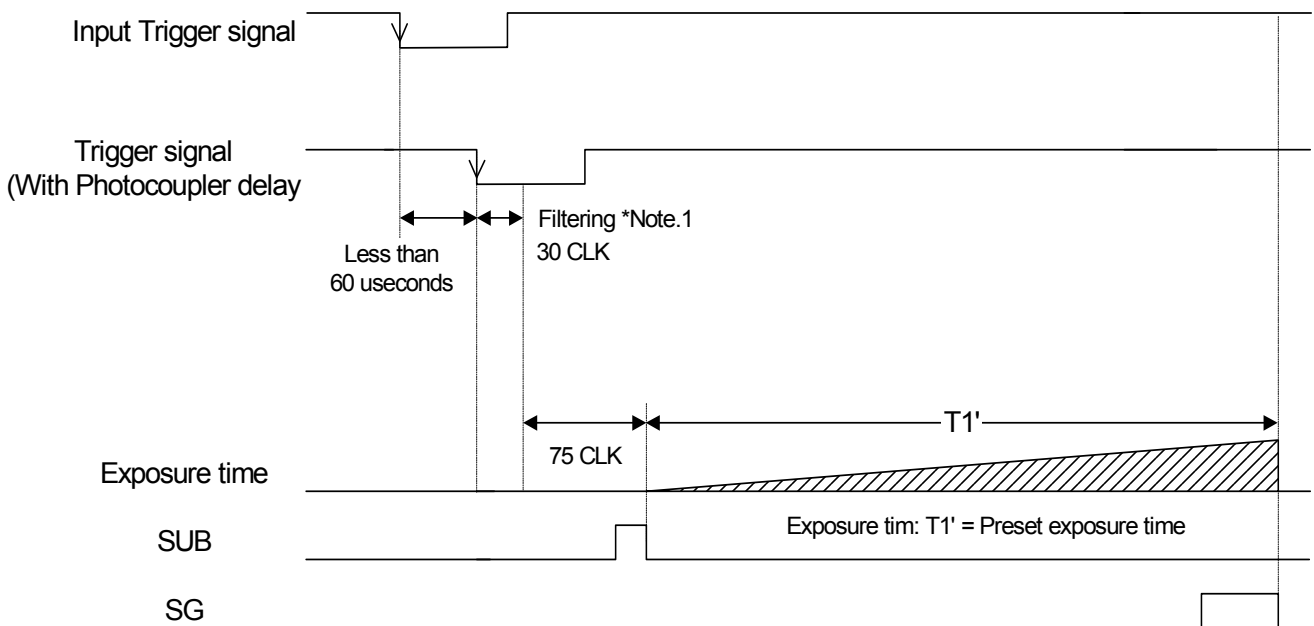 Input Trigger signal
Trigger signal
(With Photocoupler delay
Filtering *Note.1
30 CLK
Less than
60 useconds
T1'
75 CLK
Exposure time
Exposure tim: T1' = Preset exposure time
SUB
SG